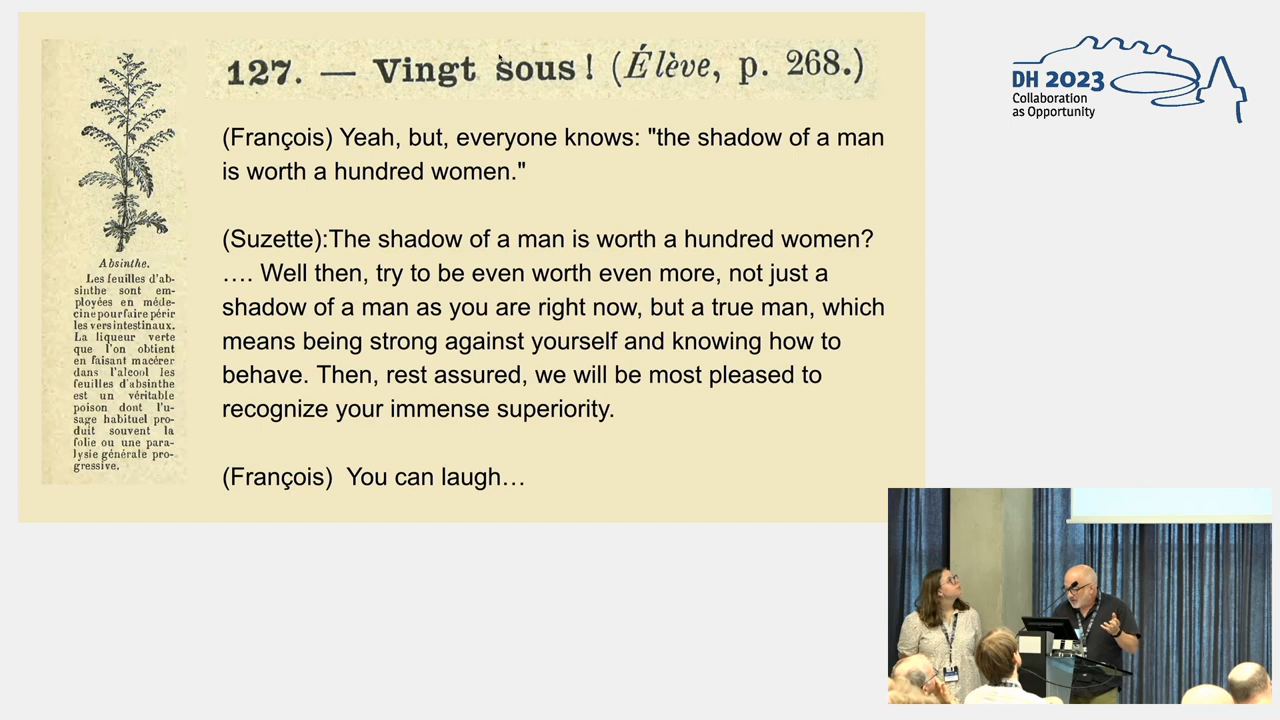 127. — Vingt sous! (Élève, p. 268.)
(François) Yeah, but, everyone knows: "the shadow of a man
is worth a hundred women."
(Suzette):The shadow of a man is worth a hundred women?
…. Well then, try to be even worth even more, not just a
shadow of a man as you are right now, but a true man, which
means being strong against yourself and knowing how to
behave. Then, rest assured, we will be most pleased to
recognize your immense superiority.
(François)  You can laugh…
Absinthe.
Les feuilles d'ab-
sinthe sont em-
ployées en méde-
cine pour faire périr
les vers intestinaux.
La liqueur verte
que l'on obtient
en faisant macérer
dans l'alcool les
feuilles d'absinthe
est un véritable
poison dont l'u-
sage habituel pro-
duit souvent la
folie ou une para-
lysie générale pro-
gressive.
DH 2023
Collaboration
as Opportunity